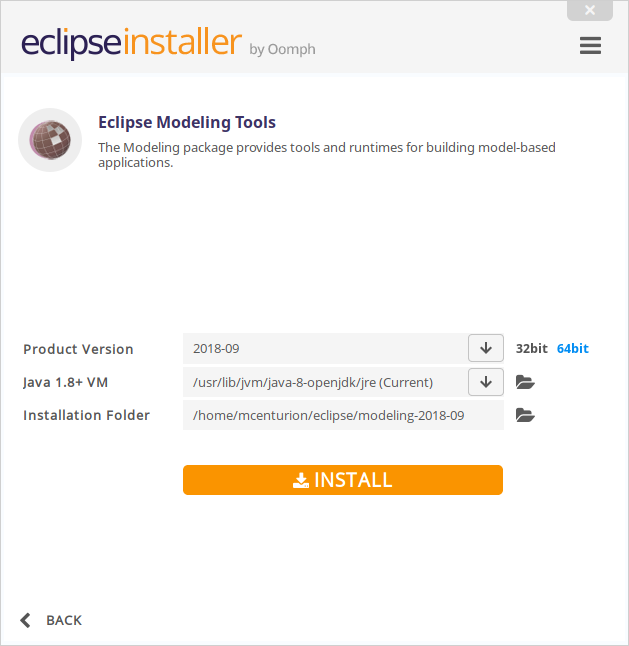 eclipseinstaller by Oomph
Eclipse Modeling Tools
The Modeling package provides tools and runtimes for building model-based
applications.
Product Version 2018-09 32bit 64bit
Java 1.8+ VM /usr/lib/jvm/java-8-openjdk/jre (Current)
Installation Folder /home/mcenturion/eclipse/modeling-2018-09
INSTALL
BACK